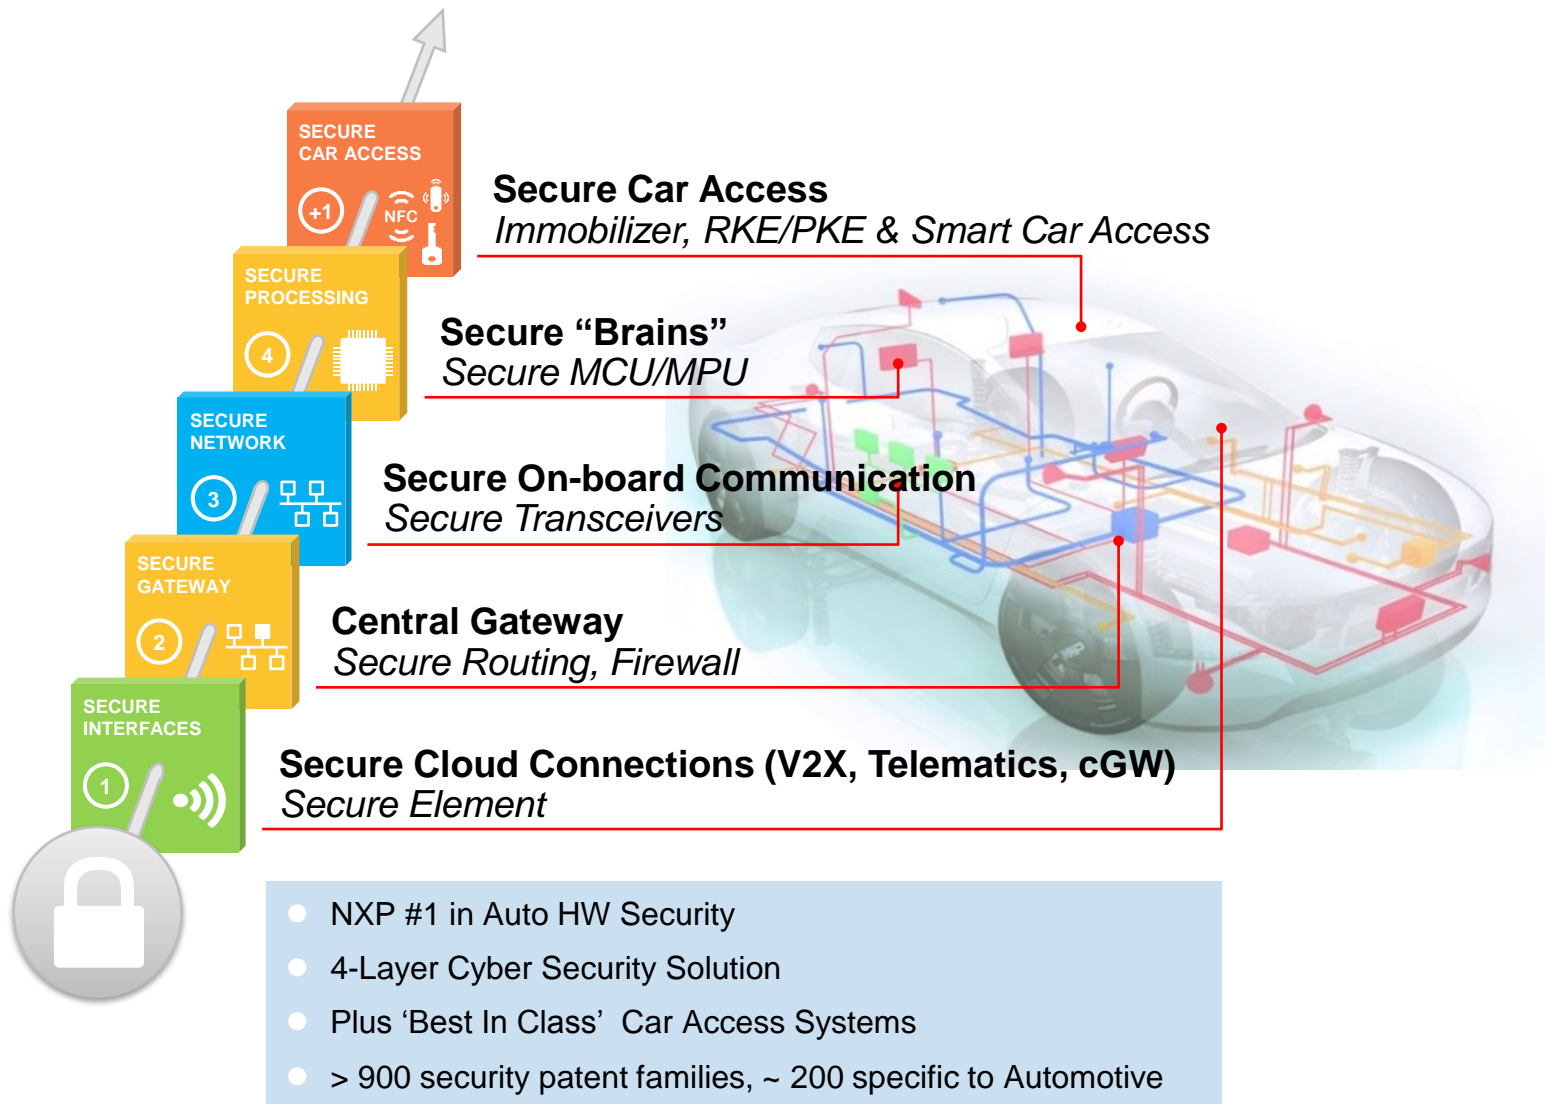 SECURE
CAR ACCESS
+1
NFC
Secure Car Access
Immobilizer, RKE/PKE & Smart Car Access
SECURE
PROCESSING
4
Secure “Brains”
Secure MCU/MPU
SECURE
NETWORK
3
Secure On-board Communication
Secure Transceivers
SECURE
GATEWAY
2
Central Gateway
Secure Routing, Firewall
SECURE
INTERFACES
1
Secure Cloud Connections (V2X, Telematics, cGW)
Secure Element
NXP #1 in Auto HW Security
4-Layer Cyber Security Solution
Plus ‘Best In Class’ Car Access Systems
> 900 security patent families, ~ 200 specific to Automotive